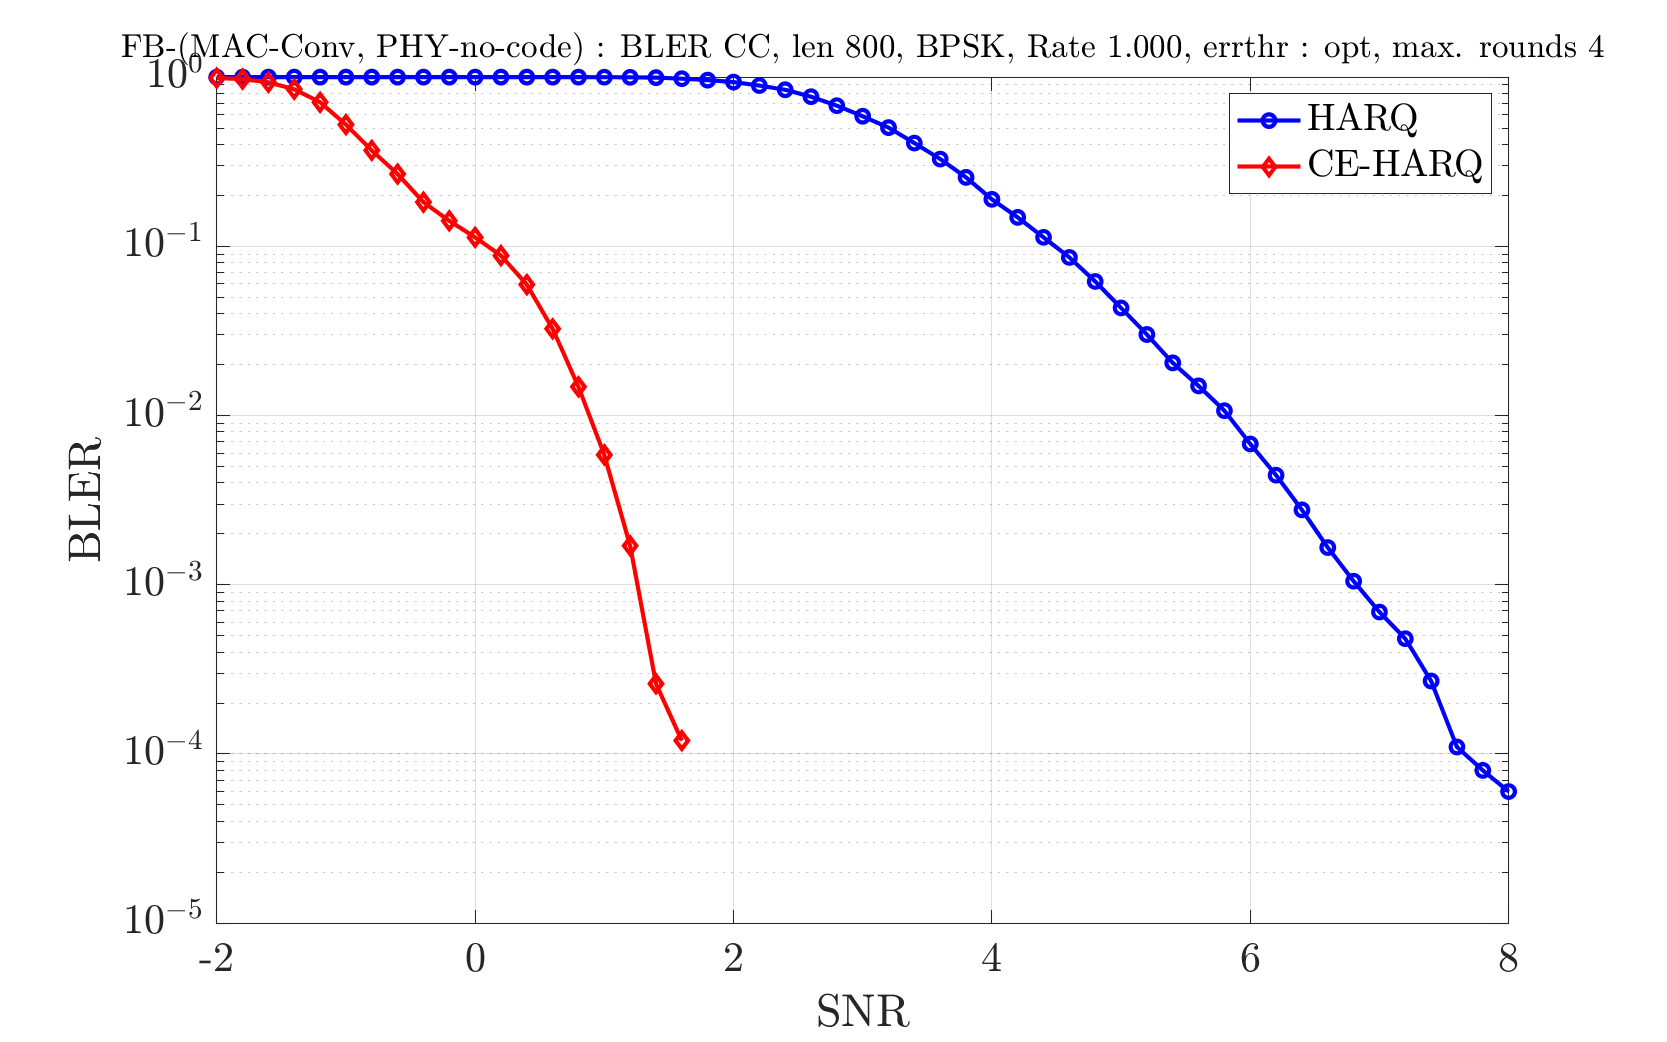 FB-(MAC-Conv, PHY-no-code) : BLER CC, len 800, BPSK, Rate 1.000, errthr : opt, max. rounds 4
10^0
HARQ
CE-HARQ
10^-1
10^-2
BLER
10^-3
10^-4
10^-5
-2 0 2 4 6 8
SNR